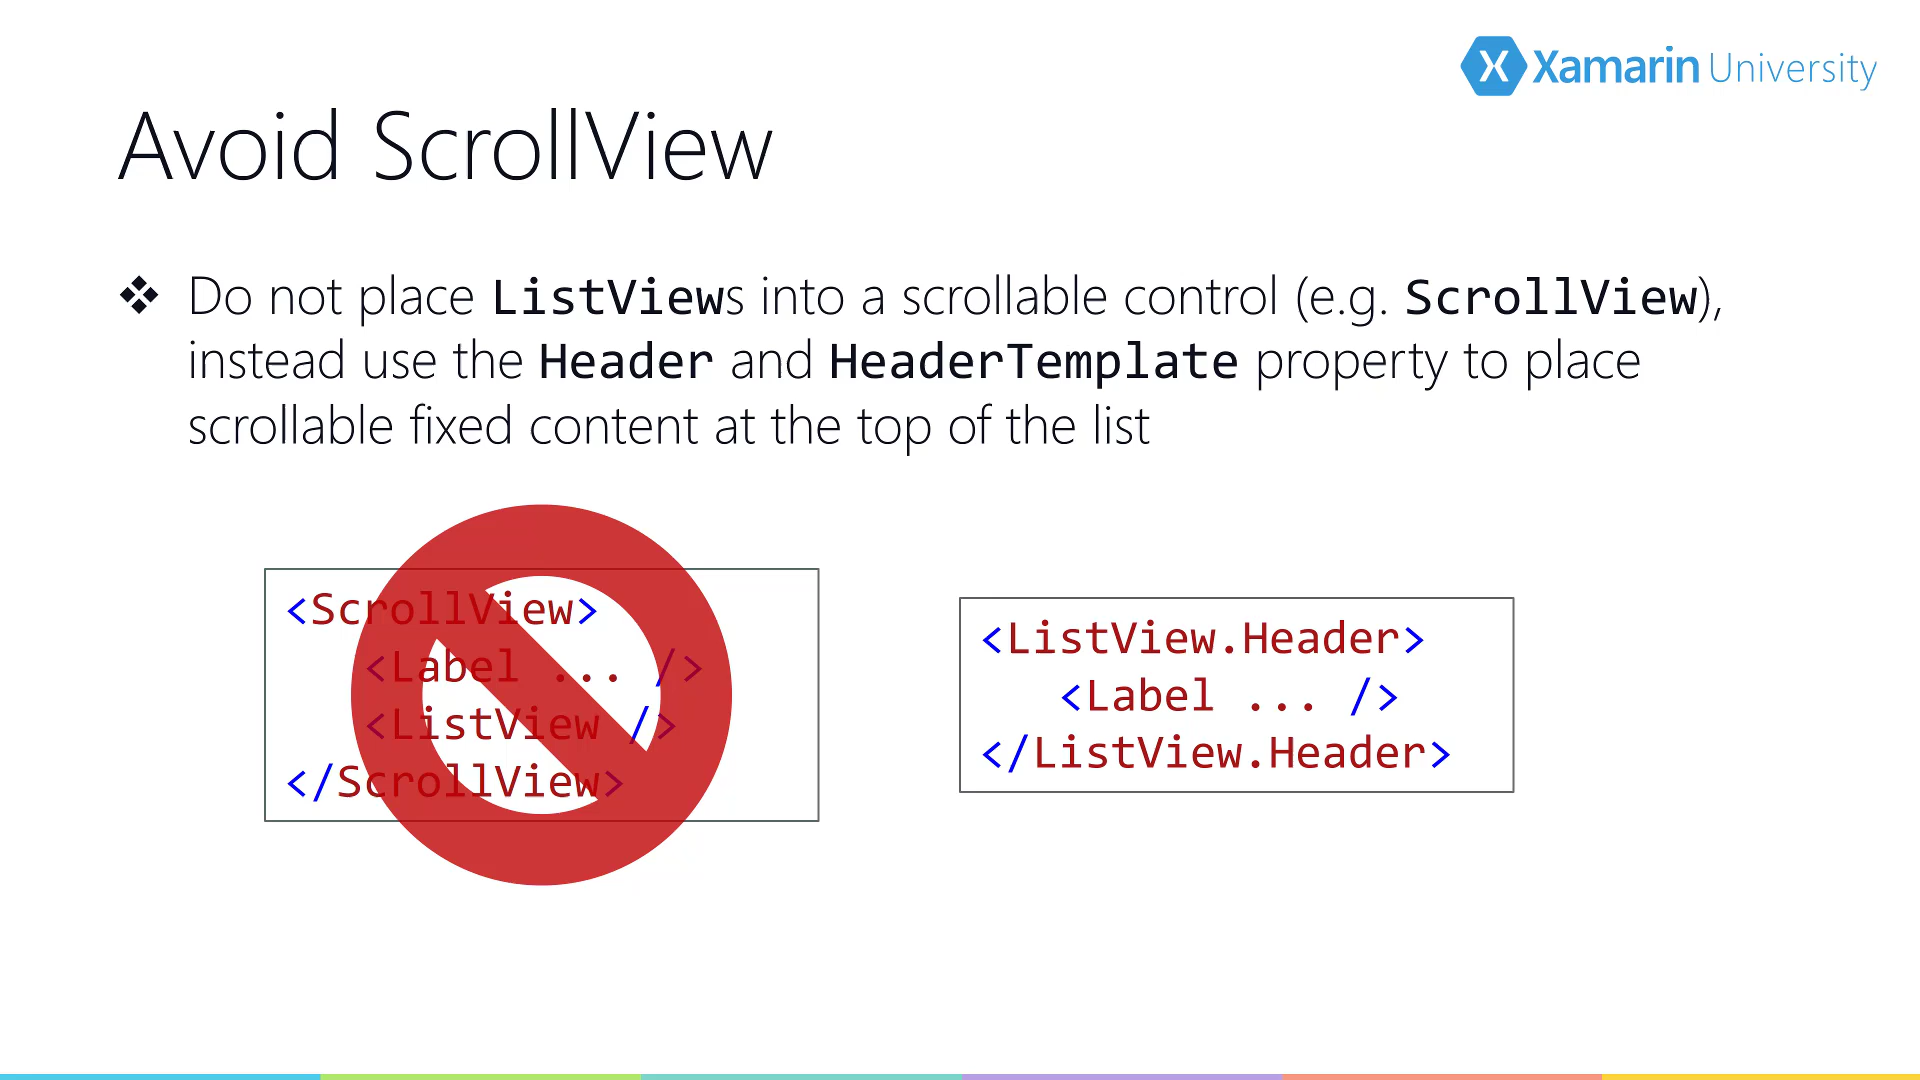 Xamarin University
Avoid ScrollView
❖ Do not place ListViews into a scrollable control (e.g. ScrollView),
instead use the Header and HeaderTemplate property to place
scrollable fixed content at the top of the list
<ScrollView>
<Label ... />
<ListView />
</ScrollView>
<ListView.Header>
<Label ... />
</ListView.Header>